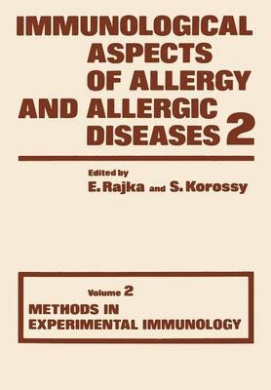 IMMUNOLOGICAL
ASPECTS
OF ALLERGY
AND ALLERGIC
DISEASES 2
Edited by
E. Rajka and S. Korossy
Volume 2
METHODS IN
EXPERIMENTAL IMMUNOLOGY